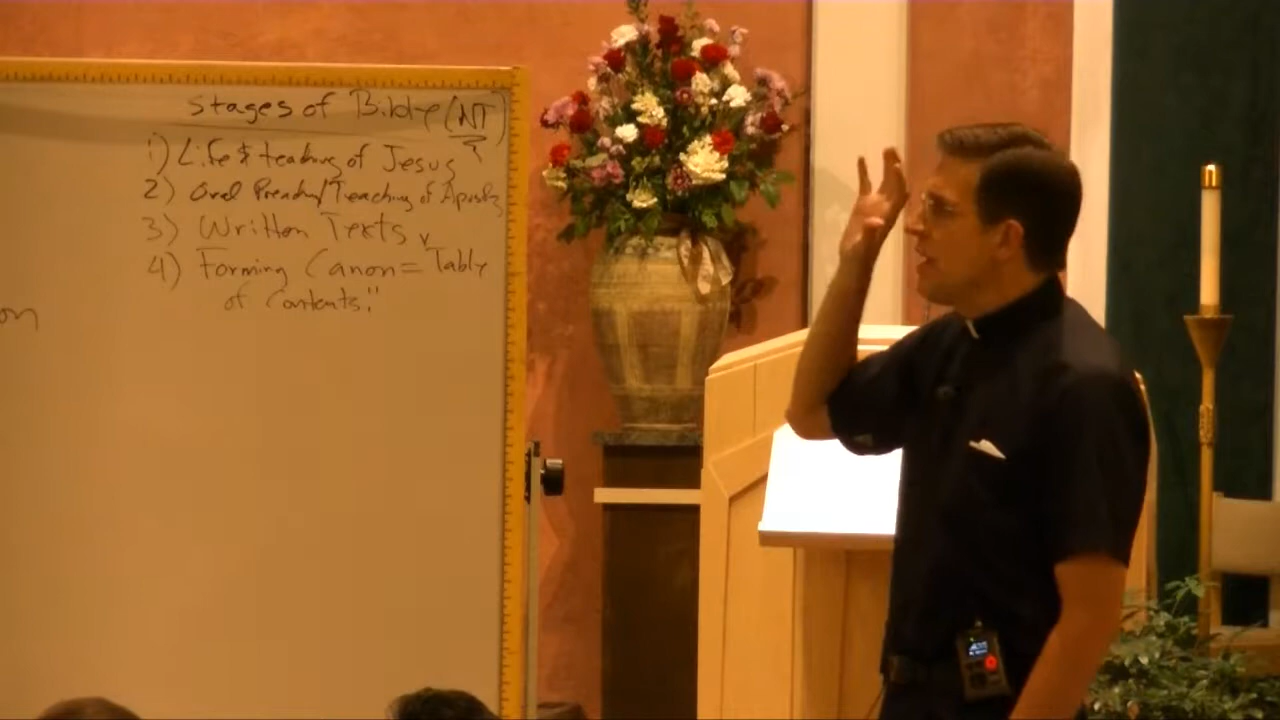 Stages of Bible (NT)
1) Life & teaching of Jesus
2) Oral Preach/Teaching of Apostles
3) Written Texts
4) Forming Canon = "Table
of Contents."
on